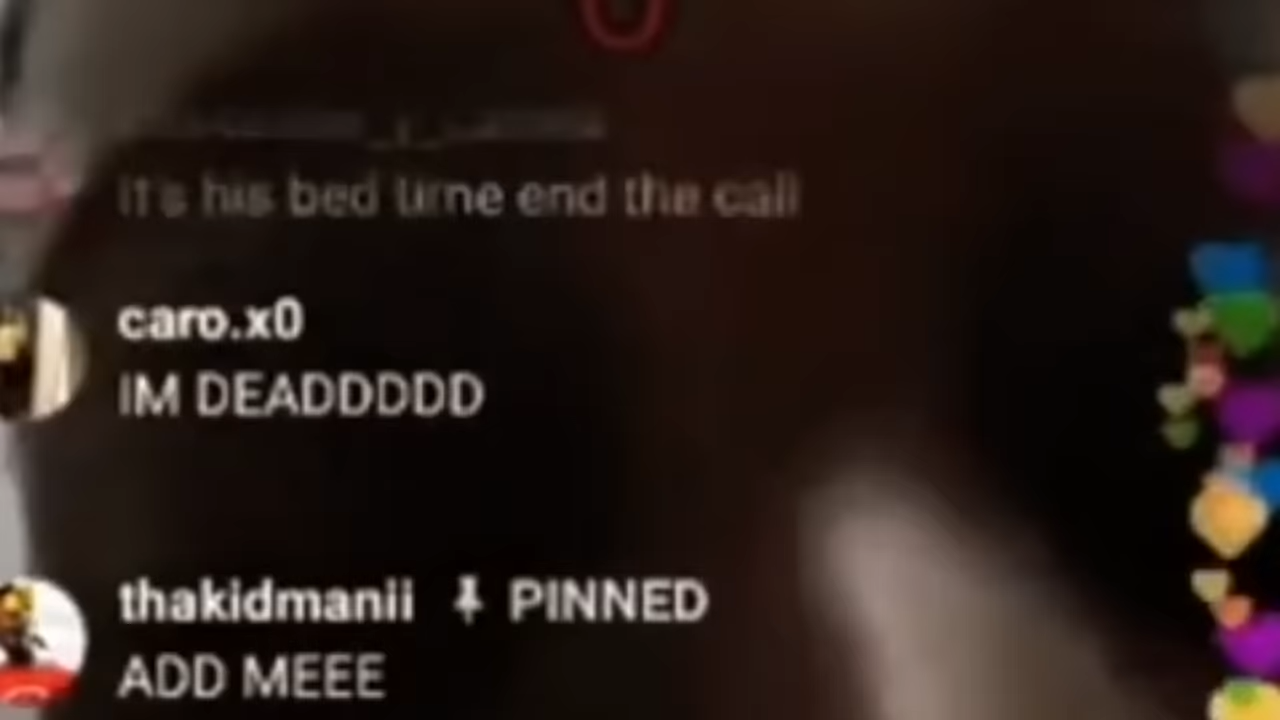 it's his bed time end the call
caro.x0
IM DEADDDDD
thakidmanii PINNED
ADD MEEE